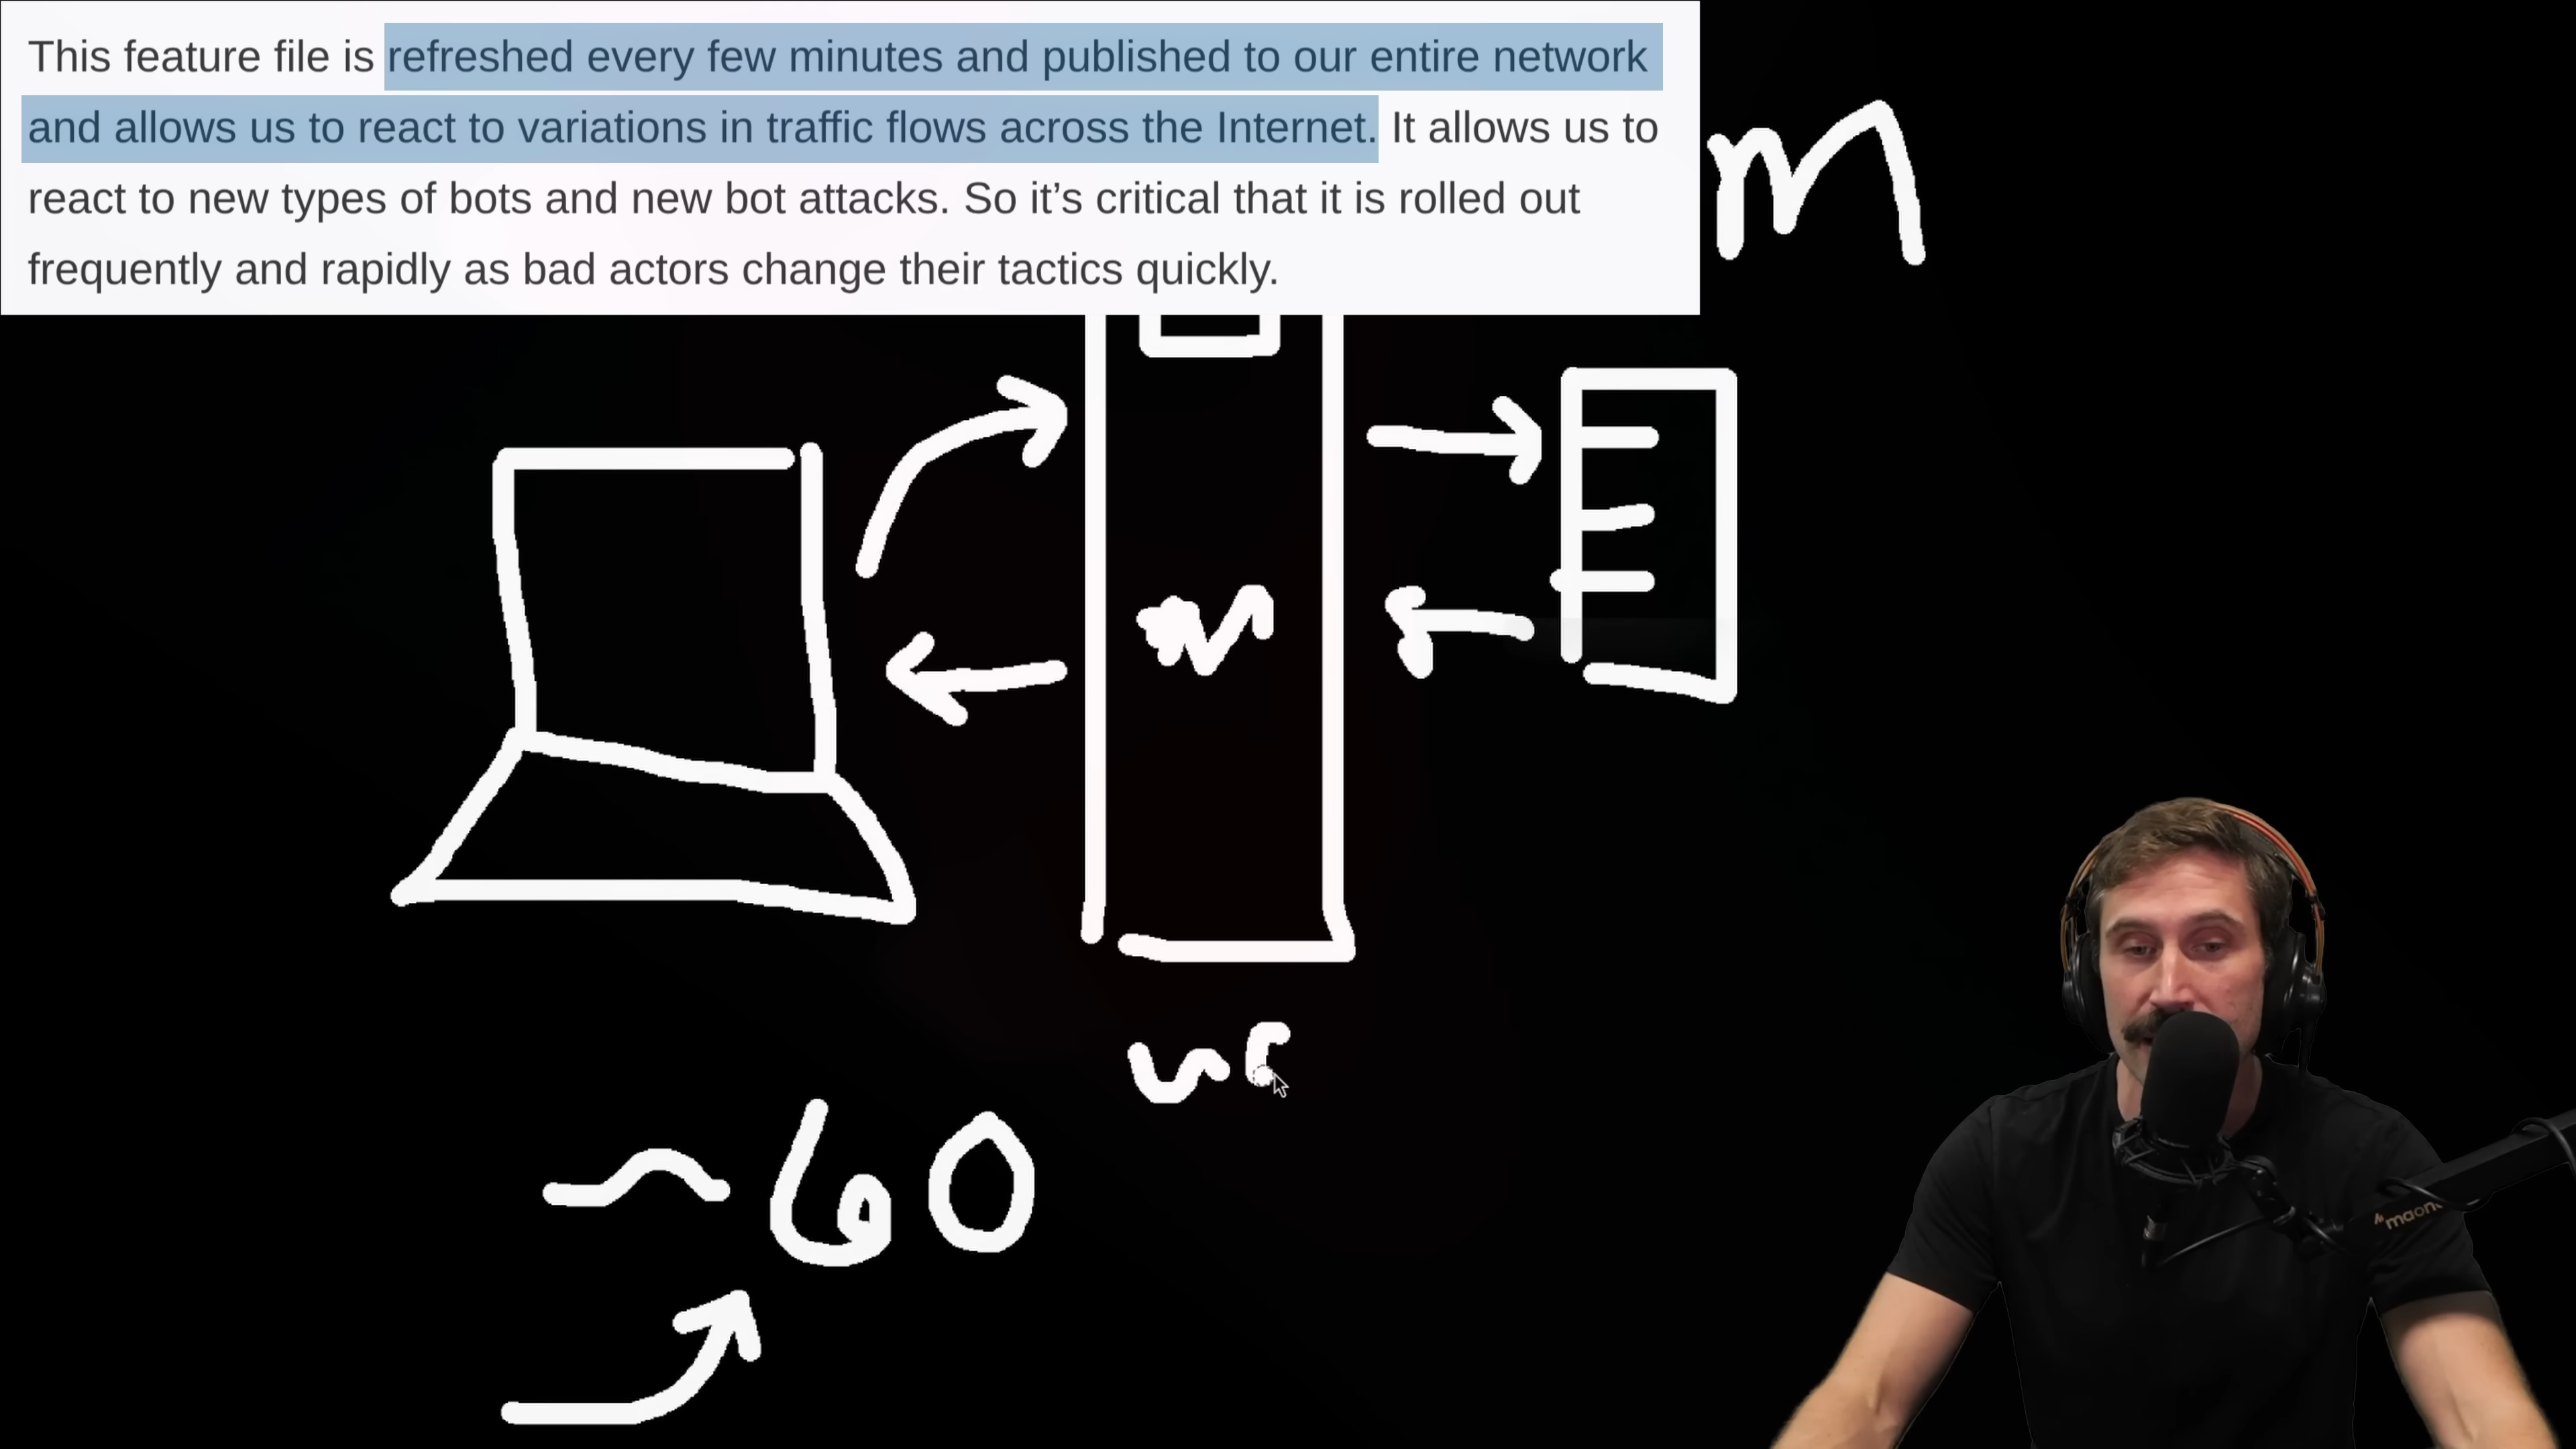 This feature file is refreshed every few minutes and published to our entire network
and allows us to react to variations in traffic flows across the Internet. It allows us to
react to new types of bots and new bot attacks. So it’s critical that it is rolled out
frequently and rapidly as bad actors change their tactics quickly.
M
~60
maono